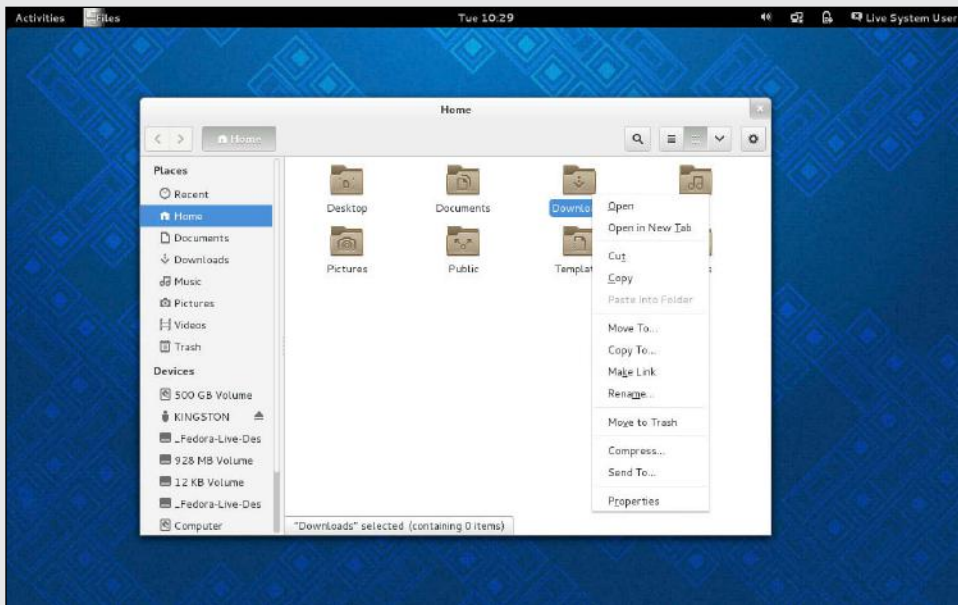 Activities Files Tue 10:29 Live System User
Home
Home
Places
Recent
Home
Documents
Downloads
Music
Pictures
Videos
Trash
Devices
500 GB Volume
KINGSTON
_Fedora-Live-Des
928 MB Volume
12 KB Volume
_Fedora-Live-Des
Computer
Desktop Documents
Pictures Public
Open
Open in New Tab
Cut
Copy
Paste Into Folder
Move To...
Copy To...
Make Link
Rename...
Move to Trash
Compress...
Send To...
Properties
"Downloads" selected (containing 0 items)